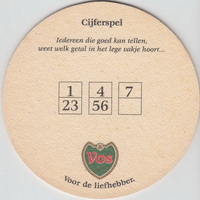 Cijferspel
Iedereen die goed kan tellen,
weet welk getal in het lege vakje hoort...
1 4 7
23 56
Vos
Voor de liefhebber.